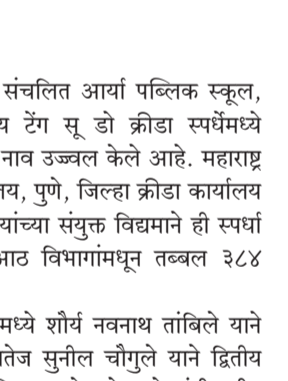 संचलित आर्या पब्लिक स्कूल,
टेंग सू डो क्रीडा स्पर्धेमध्ये
नाव उज्ज्वल केले आहे. महाराष्ट्र
पुणे, जिल्हा क्रीडा कार्यालय
यांच्या संयुक्त विद्यमाने ही स्पर्धा
आठ विभागांमधून तब्बल ३८४
मध्ये शौर्य नवनाथ तांबिले याने
सुनील चौगुले याने द्वितीय